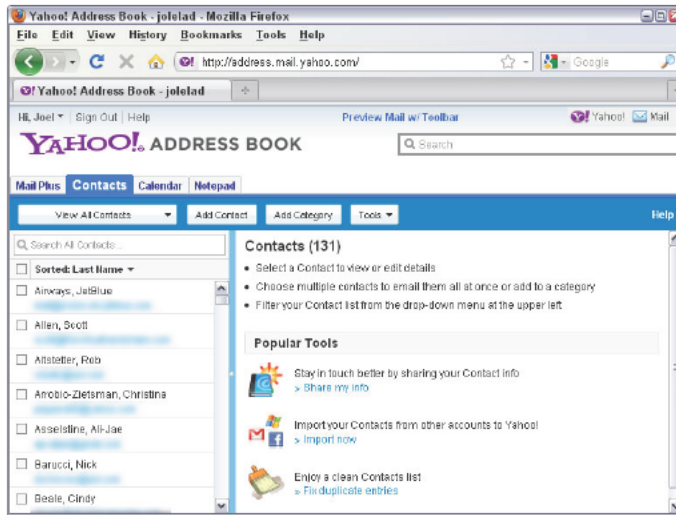 Yahoo! Address Book - jolelad - Mozilla Firefox
File Edit View History Bookmarks Tools Help
http://address.mail.yahoo.com/
Google
Yahoo! Address Book - jolelad
Hi, Joel Sign Out Help Preview Mail w/ Toolbar Yahoo! Mail
YAHOO! ADDRESS BOOK
Search
Mail Plus Contacts Calendar Notepad
View All Contacts Add Contact Add Category Tools Help
Search All Contacts...
Sorted: Last Name
Airways, JetBlue
Allen, Scott
Altstetter, Rob
Arrobio-Zietsman, Christina
Asselstine, Ali-Jae
Barucci, Nick
Beale, Cindy
Contacts (131)
• Select a Contact to view or edit details
• Choose multiple contacts to email them all at once or add to a category
• Filter your Contact list from the drop-down menu at the upper left
Popular Tools
Stay in touch better by sharing your Contact info
» Share my info
Import your Contacts from other accounts to Yahoo!
» Import now
Enjoy a clean Contacts list
» Fix duplicate entries